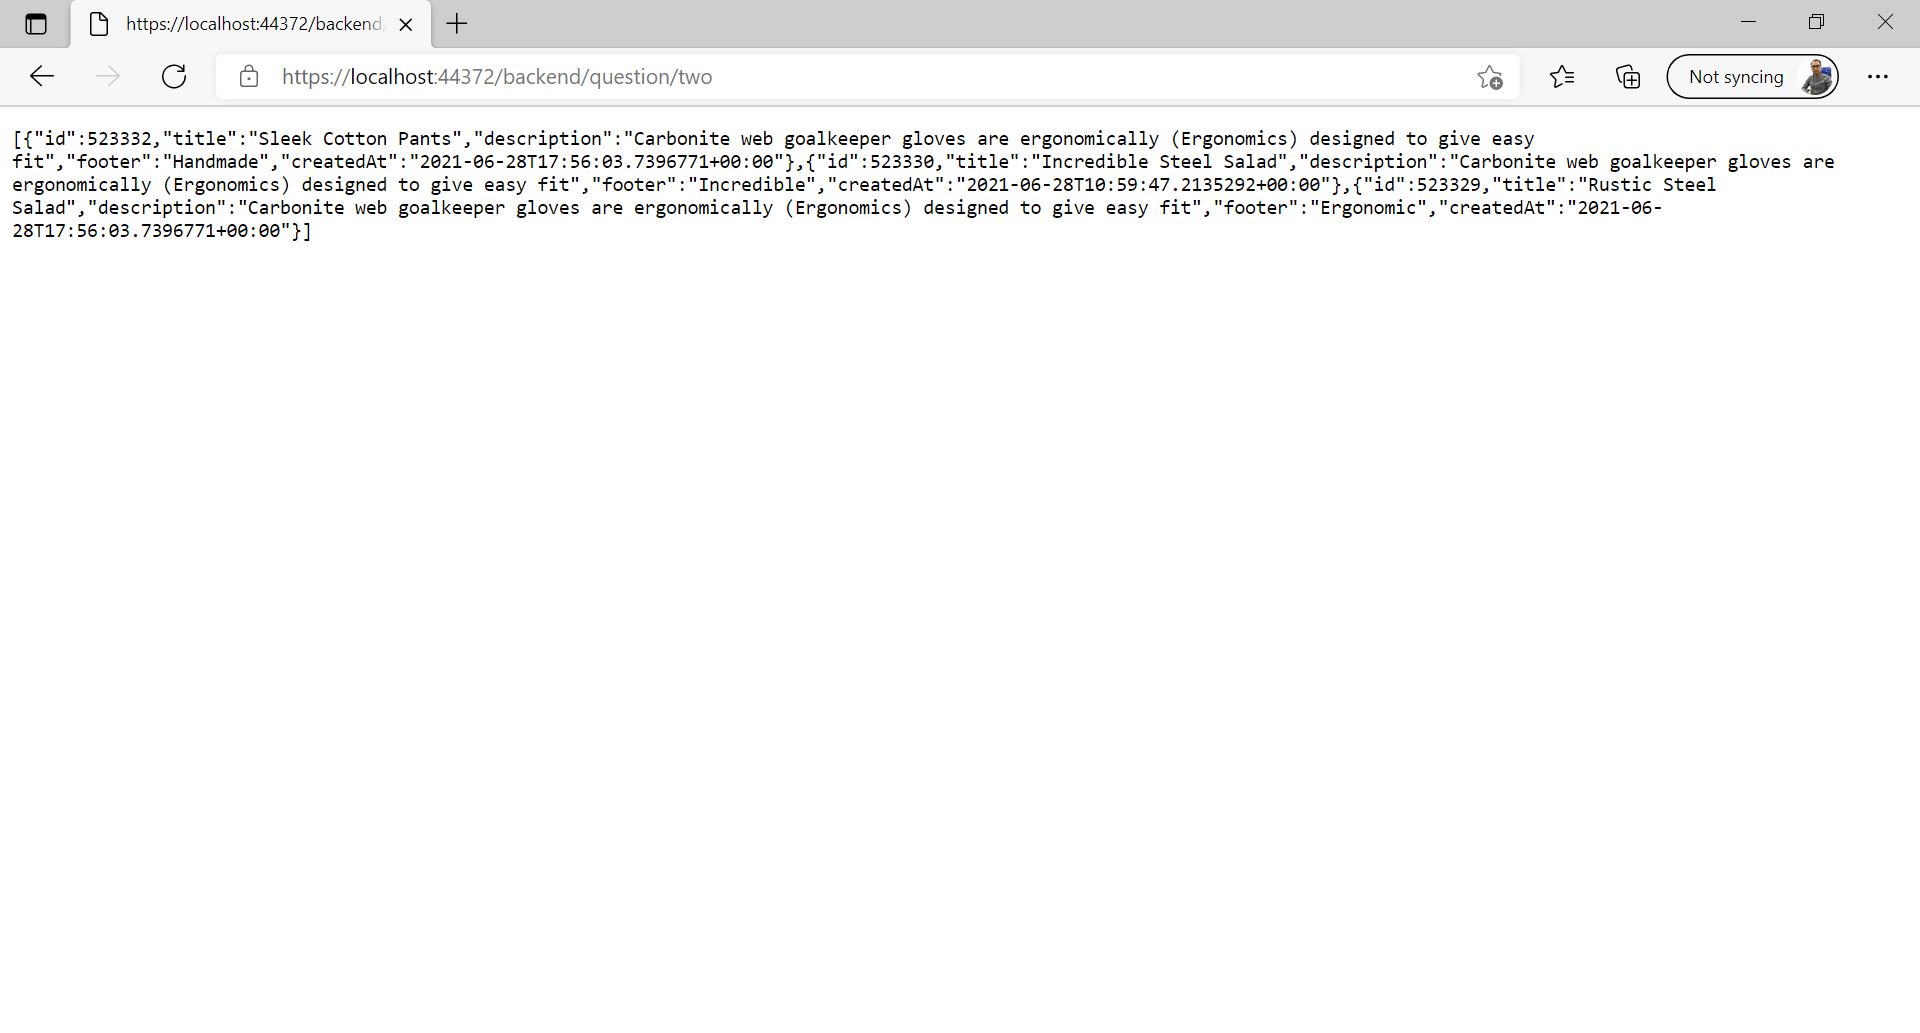 https://localhost:44372/backend
https://localhost:44372/backend/question/two
Not syncing
[{"id":523332,"title":"Sleek Cotton Pants","description":"Carbonite web goalkeeper gloves are ergonomically (Ergonomics) designed to give easy
fit","footer":"Handmade","createdAt":"2021-06-28T17:56:03.7396771+00:00"},{"id":523330,"title":"Incredible Steel Salad","description":"Carbonite web goalkeeper gloves are
ergonomically (Ergonomics) designed to give easy fit","footer":"Incredible","createdAt":"2021-06-28T10:59:47.2135292+00:00"},{"id":523329,"title":"Rustic Steel
Salad","description":"Carbonite web goalkeeper gloves are ergonomically (Ergonomics) designed to give easy fit","footer":"Ergonomic","createdAt":"2021-06-
28T17:56:03.7396771+00:00"}]